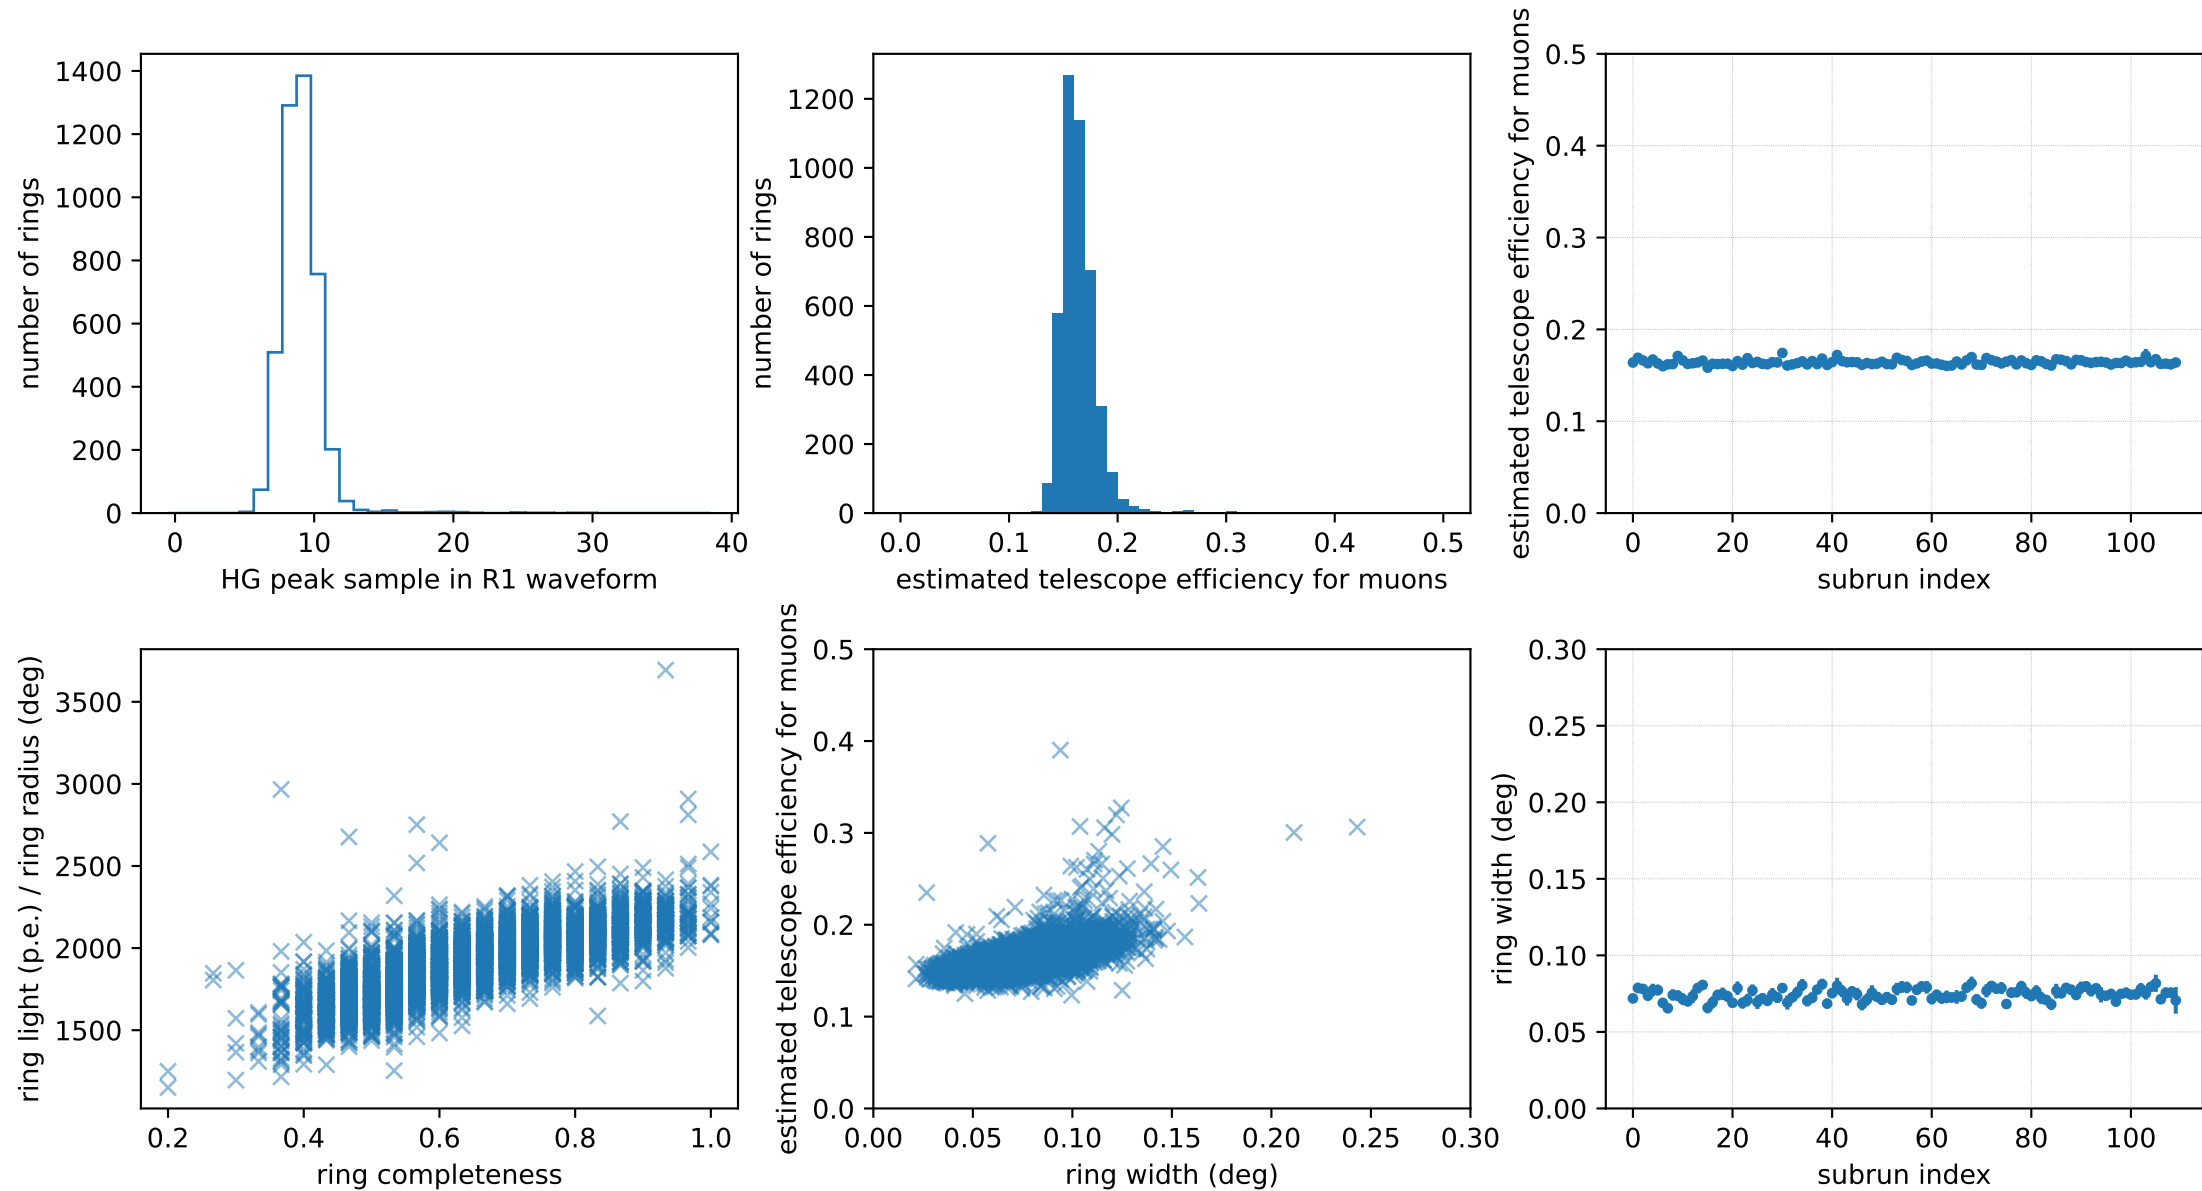 1400
1200
1000
800
600
400
200
0
number of rings
0 10 20 30 40
HG peak sample in R1 waveform
1200
1000
800
600
400
200
0
number of rings
0.0 0.1 0.2 0.3 0.4 0.5
estimated telescope efficiency for muons
0.5
0.4
0.3
0.2
0.1
0.0
estimated telescope efficiency for muons
0 20 40 60 80 100
subrun index
3500
3000
2500
2000
1500
ring light (p.e.) / ring radius (deg)
0.2 0.4 0.6 0.8 1.0
ring completeness
0.5
0.4
0.3
0.2
0.1
0.0
estimated telescope efficiency for muons
0.00 0.05 0.10 0.15 0.20 0.25 0.30
ring width (deg)
0.30
0.25
0.20
0.15
0.10
0.05
0.00
ring width (deg)
0 20 40 60 80 100
subrun index